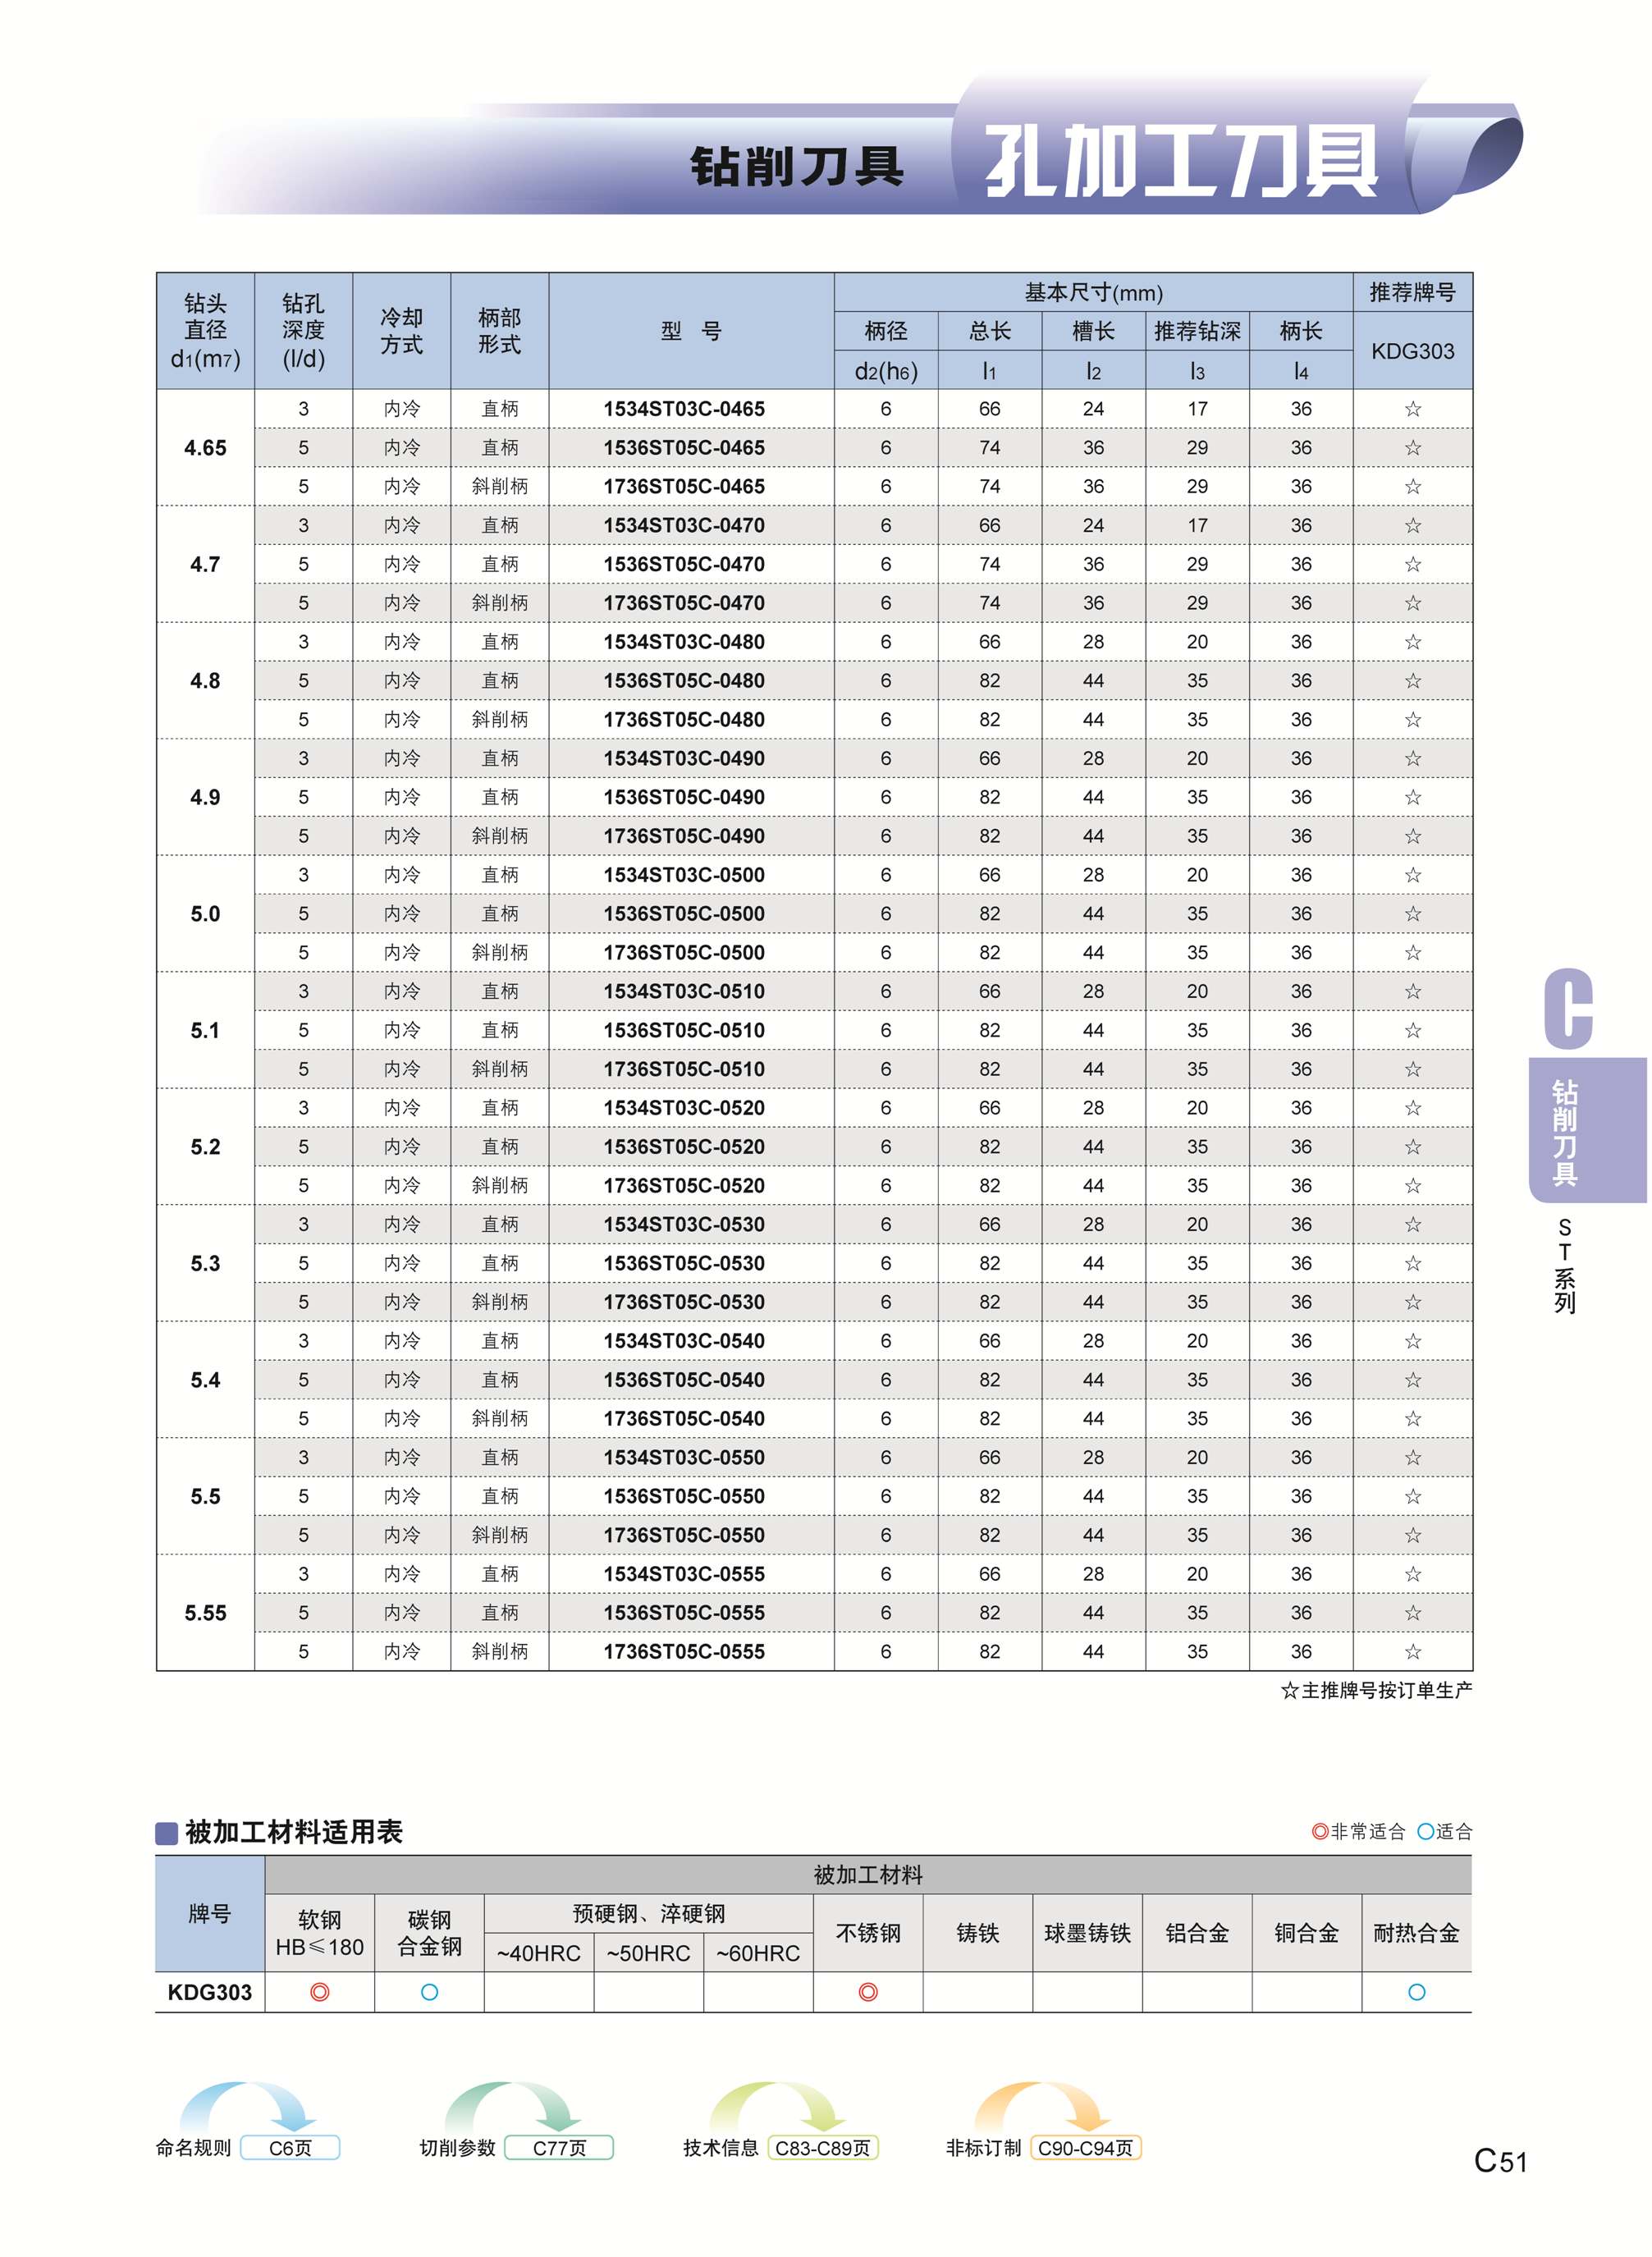 钻削刀具 孔加工刀具
钻头直径d1(m7) 钻孔深度(l/d) 冷却方式 柄部形式 型 号 基本尺寸(mm) 推荐牌号
柄径 总长 槽长 推荐钻深 柄长 KDG303
d2(h6) l1 l2 l3 l4
4.65 3 内冷 直柄 1534ST03C-0465 6 66 24 17 36 ☆
5 内冷 直柄 1536ST05C-0465 6 74 36 29 36 ☆
5 内冷 斜削柄 1736ST05C-0465 6 74 36 29 36 ☆
4.7 3 内冷 直柄 1534ST03C-0470 6 66 24 17 36 ☆
5 内冷 直柄 1536ST05C-0470 6 74 36 29 36 ☆
5 内冷 斜削柄 1736ST05C-0470 6 74 36 29 36 ☆
4.8 3 内冷 直柄 1534ST03C-0480 6 66 28 20 36 ☆
5 内冷 直柄 1536ST05C-0480 6 82 44 35 36 ☆
5 内冷 斜削柄 1736ST05C-0480 6 82 44 35 36 ☆
4.9 3 内冷 直柄 1534ST03C-0490 6 66 28 20 36 ☆
5 内冷 直柄 1536ST05C-0490 6 82 44 35 36 ☆
5 内冷 斜削柄 1736ST05C-0490 6 82 44 35 36 ☆
5.0 3 内冷 直柄 1534ST03C-0500 6 66 28 20 36 ☆
5 内冷 直柄 1536ST05C-0500 6 82 44 35 36 ☆
5 内冷 斜削柄 1736ST05C-0500 6 82 44 35 36 ☆
5.1 3 内冷 直柄 1534ST03C-0510 6 66 28 20 36 ☆
5 内冷 直柄 1536ST05C-0510 6 82 44 35 36 ☆
5 内冷 斜削柄 1736ST05C-0510 6 82 44 35 36 ☆
5.2 3 内冷 直柄 1534ST03C-0520 6 66 28 20 36 ☆
5 内冷 直柄 1536ST05C-0520 6 82 44 35 36 ☆
5 内冷 斜削柄 1736ST05C-0520 6 82 44 35 36 ☆
5.3 3 内冷 直柄 1534ST03C-0530 6 66 28 20 36 ☆
5 内冷 直柄 1536ST05C-0530 6 82 44 35 36 ☆
5 内冷 斜削柄 1736ST05C-0530 6 82 44 35 36 ☆
5.4 3 内冷 直柄 1534ST03C-0540 6 66 28 20 36 ☆
5 内冷 直柄 1536ST05C-0540 6 82 44 35 36 ☆
5 内冷 斜削柄 1736ST05C-0540 6 82 44 35 36 ☆
5.5 3 内冷 直柄 1534ST03C-0550 6 66 28 20 36 ☆
5 内冷 直柄 1536ST05C-0550 6 82 44 35 36 ☆
5 内冷 斜削柄 1736ST05C-0550 6 82 44 35 36 ☆
5.55 3 内冷 直柄 1534ST03C-0555 6 66 28 20 36 ☆
5 内冷 直柄 1536ST05C-0555 6 82 44 35 36 ☆
5 内冷 斜削柄 1736ST05C-0555 6 82 44 35 36 ☆
☆主推牌号按订单生产
C
钻削刀具
ST系列
被加工材料适用表 ◎非常适合 ○适合
牌号 被加工材料
软钢 HB≤180 碳钢 合金钢 预硬钢、淬硬钢 不锈钢 铸铁 球墨铸铁 铝合金 铜合金 耐热合金
~40HRC ~50HRC ~60HRC
KDG303 ◎ ○ ◎ ○
命名规则 C6页 切削参数 C77页 技术信息 C83-C89页 非标订制 C90-C94页
C51